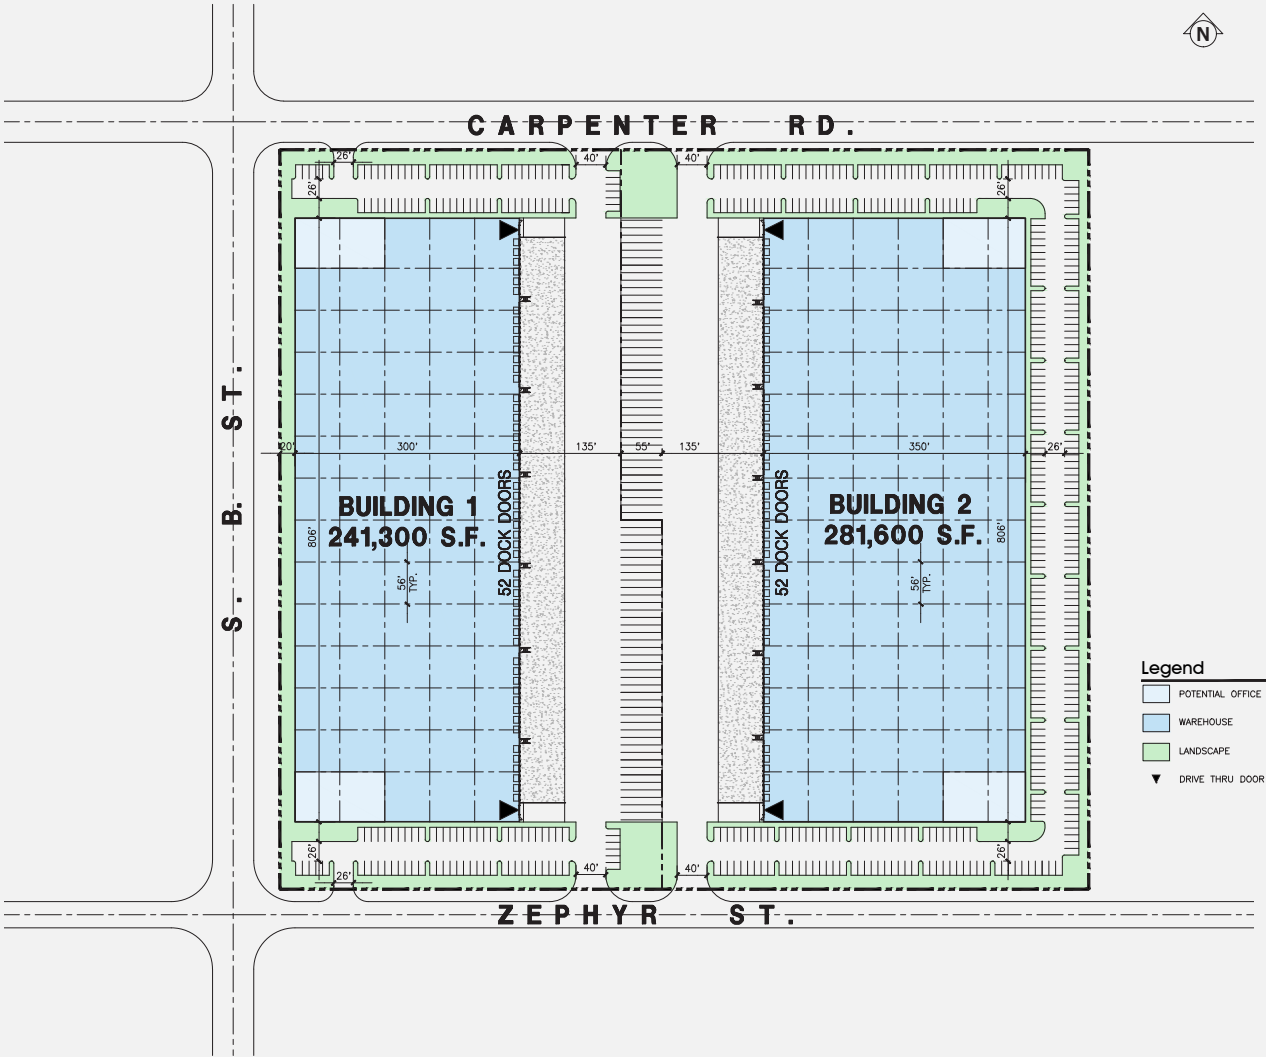 N
CARPENTER RD.
26'
40'
40'
26'
26'
20'
300'
135'
55'
135'
350'
26'
S. B. ST.
BUILDING 1
241,300 S.F.
806'
56'
TYP.
52 DOCK DOORS
52 DOCK DOORS
BUILDING 2
281,600 S.F.
806'
56'
TYP.
Legend
POTENTIAL OFFICE
WAREHOUSE
LANDSCAPE
DRIVE THRU DOOR
26'
26'
26'
40'
40'
ZEPHYR ST.